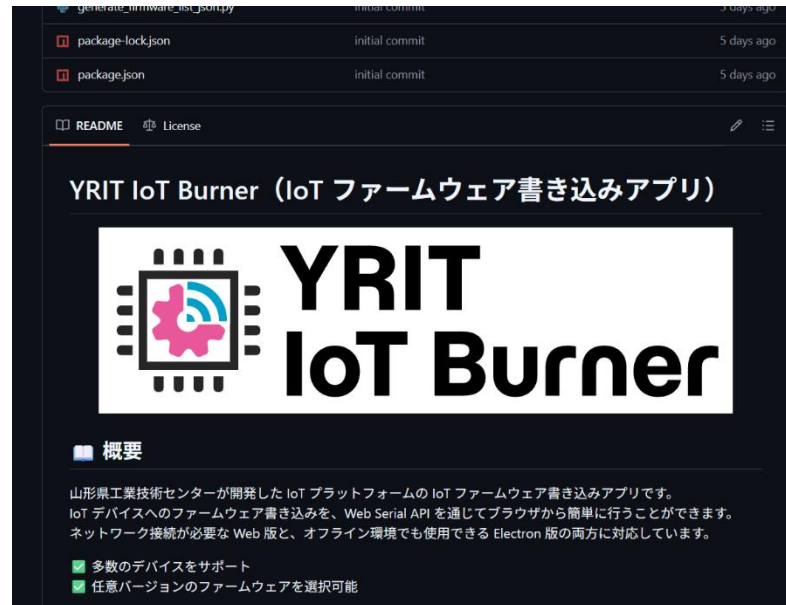 generate_firmware_list_json.py initial commit 5 days ago
package-lock.json initial commit 5 days ago
package.json initial commit 5 days ago
README License
YRIT IoT Burner（IoT ファームウェア書き込みアプリ）
YRIT
IoT Burner
概要
山形県工業技術センターが開発した IoT プラットフォームの IoT ファームウェア書き込みアプリです。
IoT デバイスへのファームウェア書き込みを、Web Serial API を通じてブラウザから簡単に行うことができます。
ネットワーク接続が必要な Web 版と、オフライン環境でも使用できる Electron 版の両方に対応しています。
✅ 多数のデバイスをサポート
✅ 任意バージョンのファームウェアを選択可能